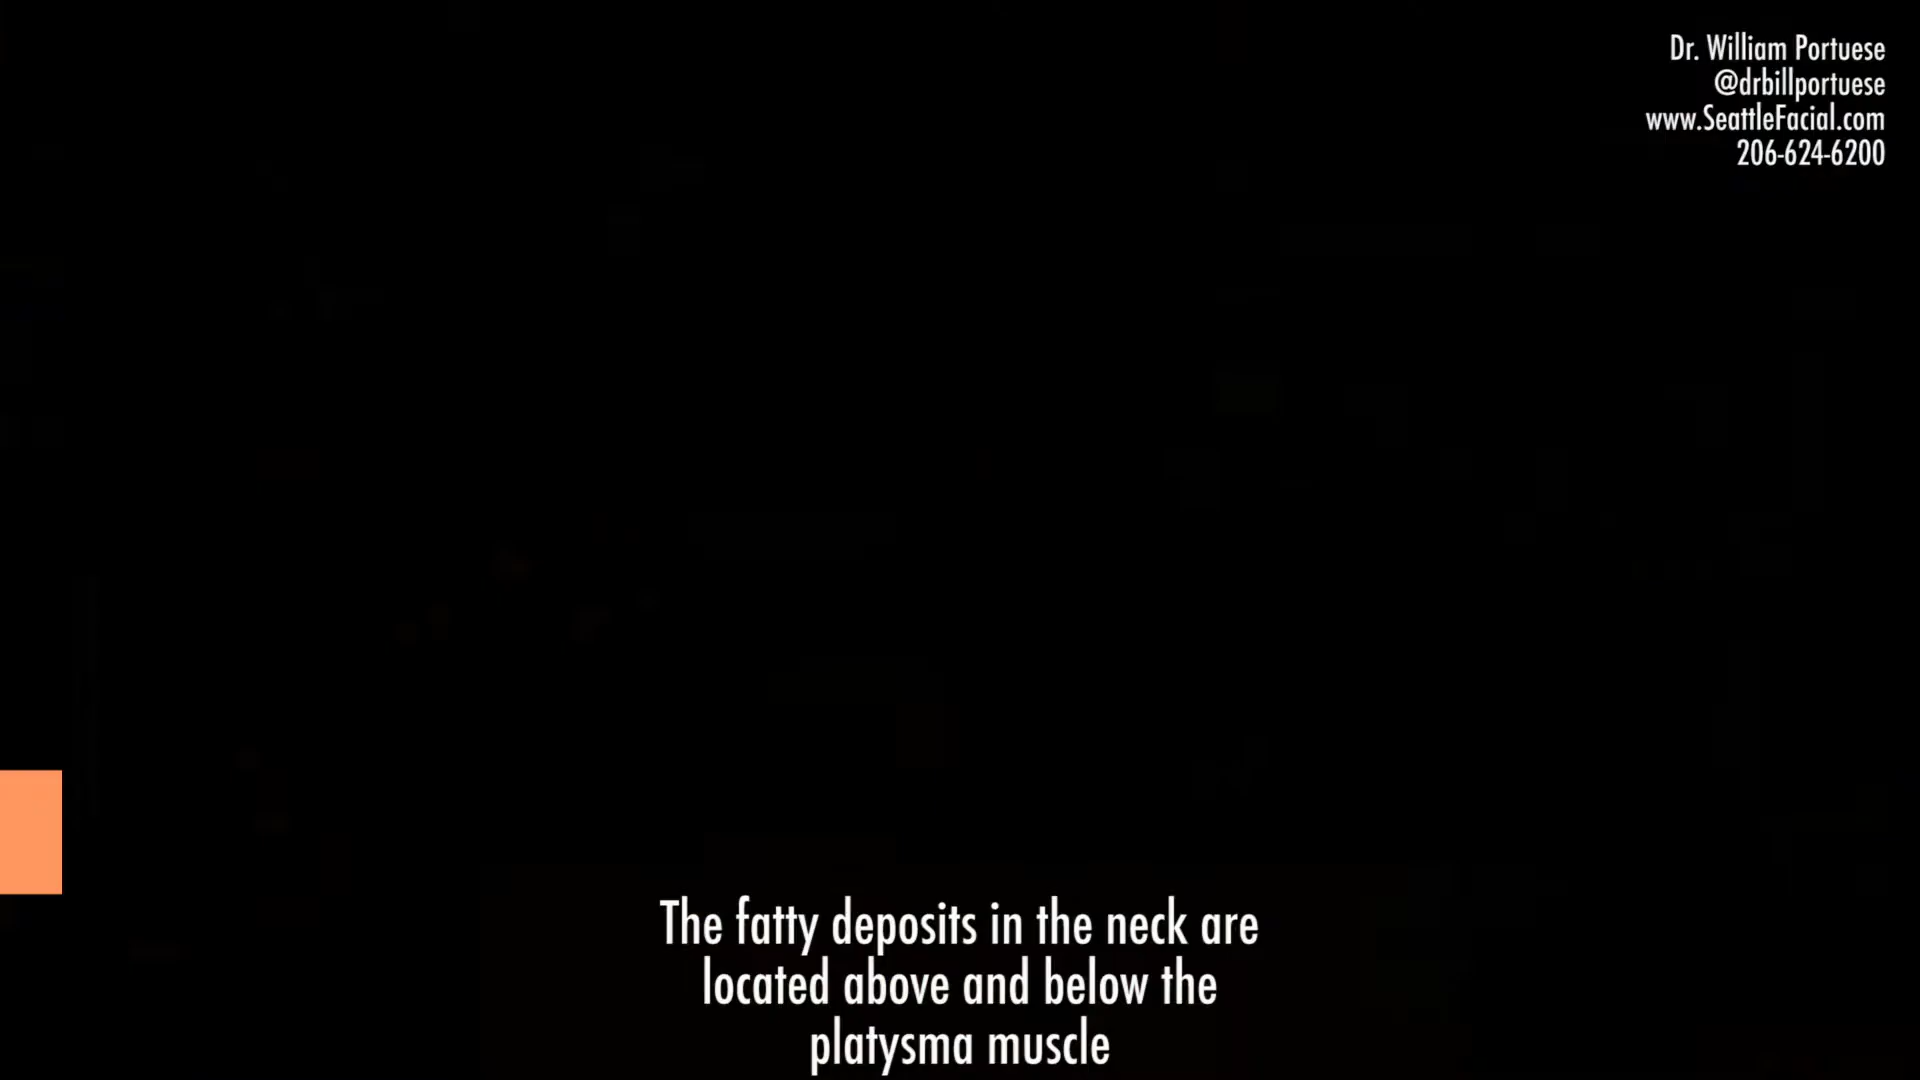 Dr. William Portuese
@drbillportuese
www.SeattleFacial.com
206-624-6200
The fatty deposits in the neck are
located above and below the
platysma muscle